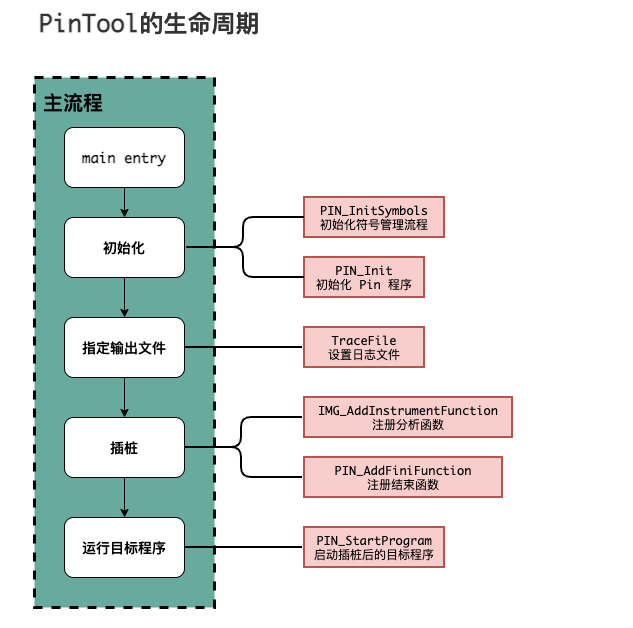 PinTool的生命周期
主流程
main entry
初始化
PIN_InitSymbols
初始化符号管理流程
PIN_Init
初始化 Pin 程序
指定输出文件
TraceFile
设置日志文件
插桩
IMG_AddInstrumentFunction
注册分析函数
PIN_AddFiniFunction
注册结束函数
运行目标程序
PIN_StartProgram
启动插桩后的目标程序